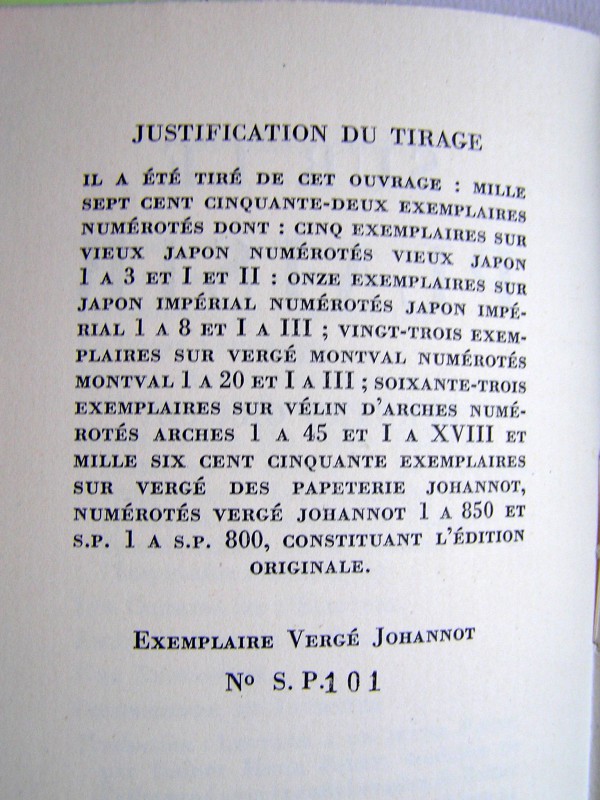 JUSTIFICATION DU TIRAGE
IL A ÉTÉ TIRÉ DE CET OUVRAGE : MILLE
SEPT CENT CINQUANTE-DEUX EXEMPLAIRES
NUMÉROTÉS DONT : CINQ EXEMPLAIRES SUR
VIEUX JAPON NUMÉROTÉS VIEUX JAPON
1 A 3 ET I ET II : ONZE EXEMPLAIRES SUR
JAPON IMPÉRIAL NUMÉROTÉS JAPON IMPÉ-
RIAL 1 A 8 ET I A III ; VINGT-TROIS EXEM-
PLAIRES SUR VERGÉ MONTVAL NUMÉROTÉS
MONTVAL 1 A 20 ET I A III ; SOIXANTE-TROIS
EXEMPLAIRES SUR VÉLIN D'ARCHES NUMÉ-
ROTÉS ARCHES 1 A 45 ET I A XVIII ET
MILLE SIX CENT CINQUANTE EXEMPLAIRES
SUR VERGÉ DES PAPETERIE JOHANNOT,
NUMÉROTÉS VERGÉ JOHANNOT 1 A 850 ET
S.P. 1 A S.P. 800, CONSTITUANT L'ÉDITION
ORIGINALE.
EXEMPLAIRE VERGÉ JOHANNOT
Nº S. P.101